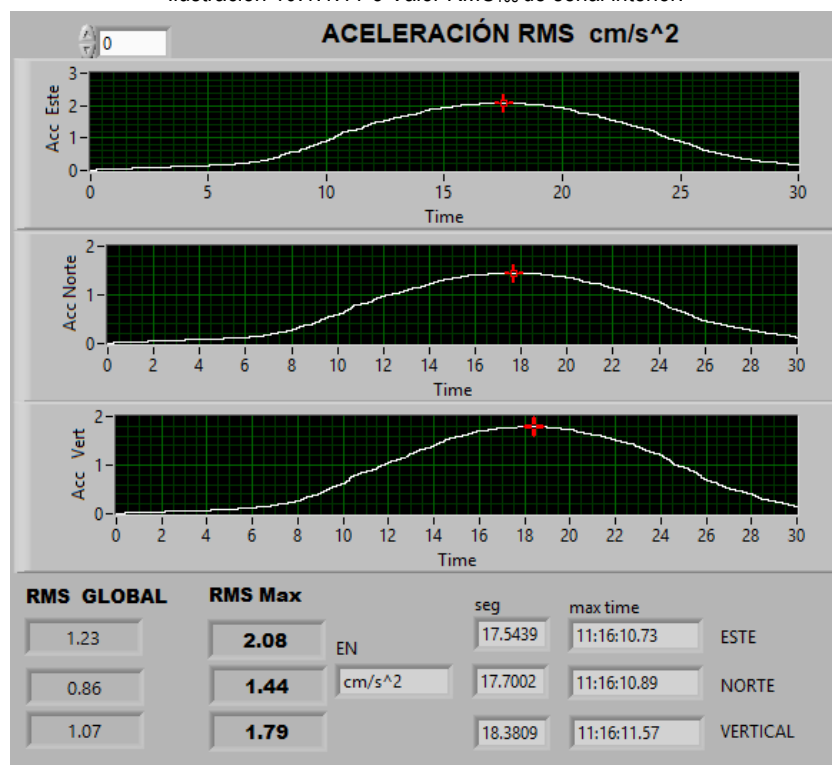 ACELERACIÓN RMS cm/s^2
0
Acc Este
3
2
1
0
0 5 10 15 20 25 30
Time
Acc Norte
2
1
0
0 2 4 6 8 10 12 14 16 18 20 22 24 26 28 30
Time
Acc Vert
2
1
0
0 2 4 6 8 10 12 14 16 18 20 22 24 26 28 30
Time
RMS GLOBAL RMS Max seg max time
1.23 2.08 EN 17.5439 11:16:10.73 ESTE
0.86 1.44 cm/s^2 17.7002 11:16:10.89 NORTE
1.07 1.79 18.3809 11:16:11.57 VERTICAL